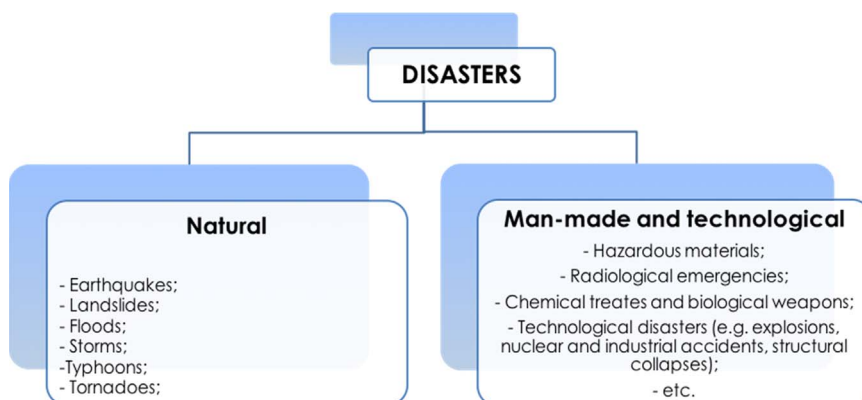 DISASTERS
Natural
- Earthquakes;
- Landslides;
- Floods;
- Storms;
-Typhoons;
- Tornadoes;
Man-made and technological
- Hazardous materials;
- Radiological emergencies;
- Chemical treates and biological weapons;
- Technological disasters (e.g. explosions,
nuclear and industrial accidents, structural
collapses);
- etc.